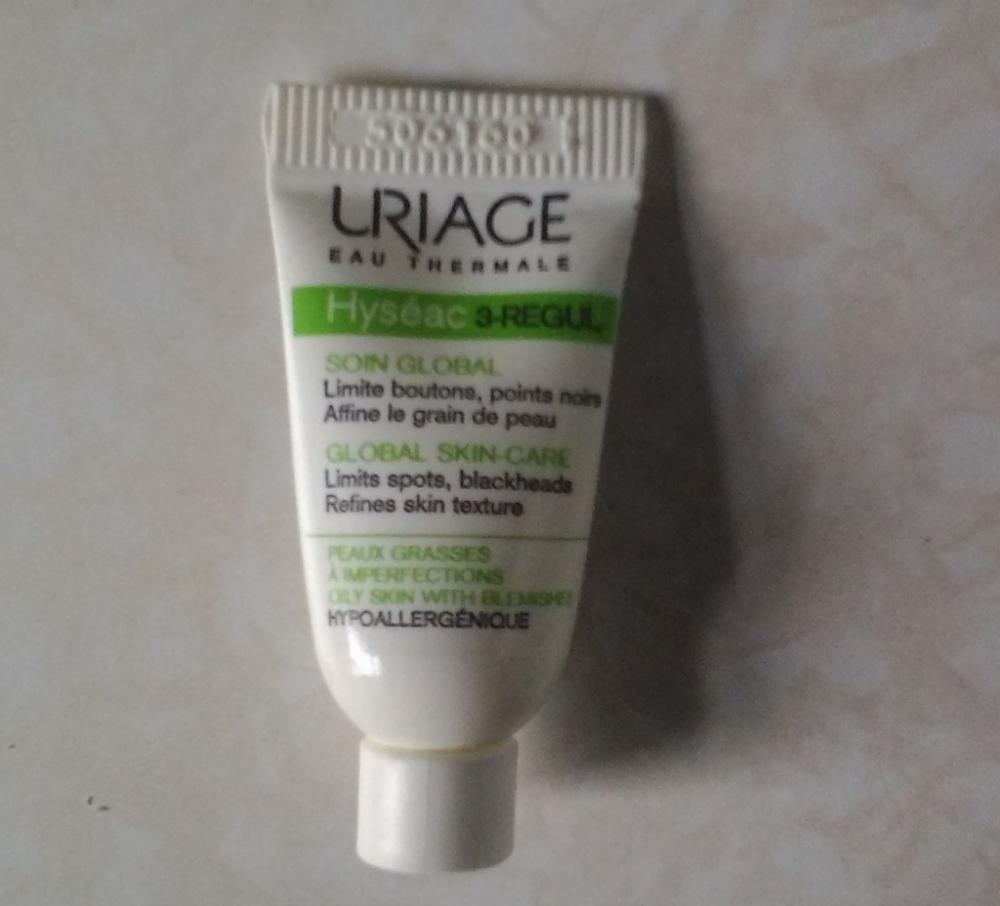 506160
URIAGE
EAU THERMALE
Hyséac 3-REGUL
SOIN GLOBAL
Limite boutons, points noirs
Affine le grain de peau
GLOBAL SKIN-CARE
Limits spots, blackheads
Refines skin texture
PEAUX GRASSES
À IMPERFECTIONS
OILY SKIN WITH BLEMISHES
HYPOALLERGÉNIQUE